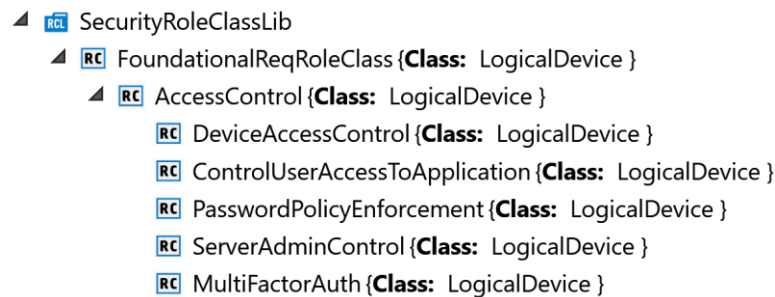 RCL SecurityRoleClassLib
RC FoundationalReqRoleClass {Class: LogicalDevice }
RC AccessControl {Class: LogicalDevice }
RC DeviceAccessControl {Class: LogicalDevice }
RC ControlUserAccessToApplication {Class: LogicalDevice }
RC PasswordPolicyEnforcement {Class: LogicalDevice }
RC ServerAdminControl {Class: LogicalDevice }
RC MultiFactorAuth {Class: LogicalDevice }